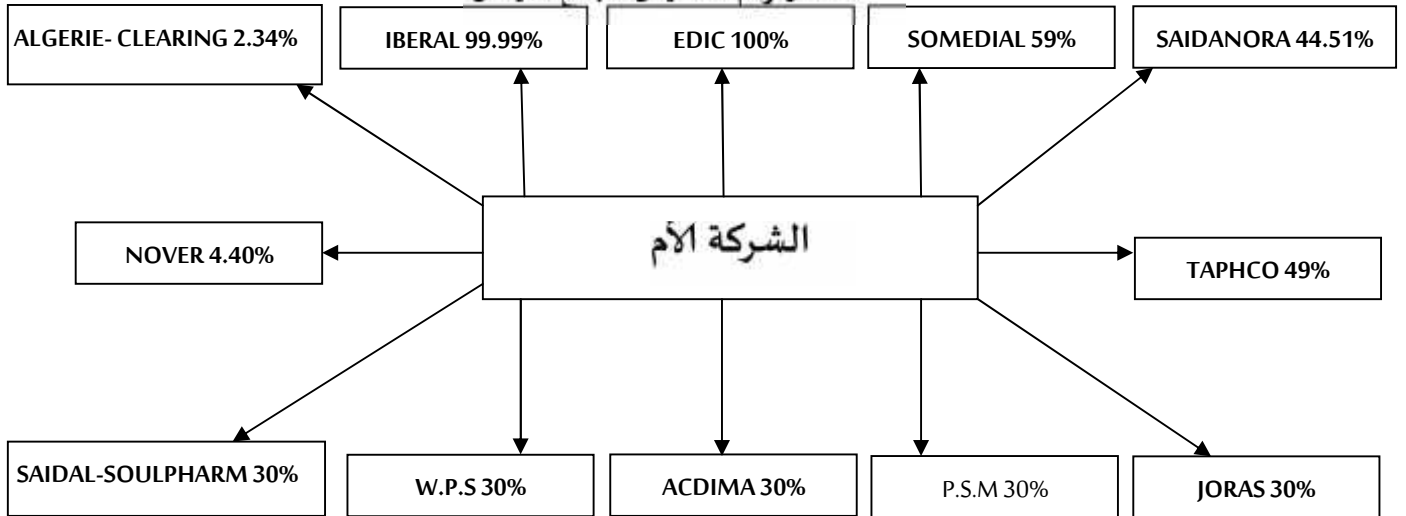 ALGERIE- CLEARING 2.34%
IBERAL 99.99%
EDIC 100%
SOMEDIAL 59%
SAIDANORA 44.51%
الشركة الأم
NOVER 4.40%
TAPHCO 49%
SAIDAL-SOULPHARM 30%
W.P.S 30%
ACDIMA 30%
P.S.M 30%
JORAS 30%